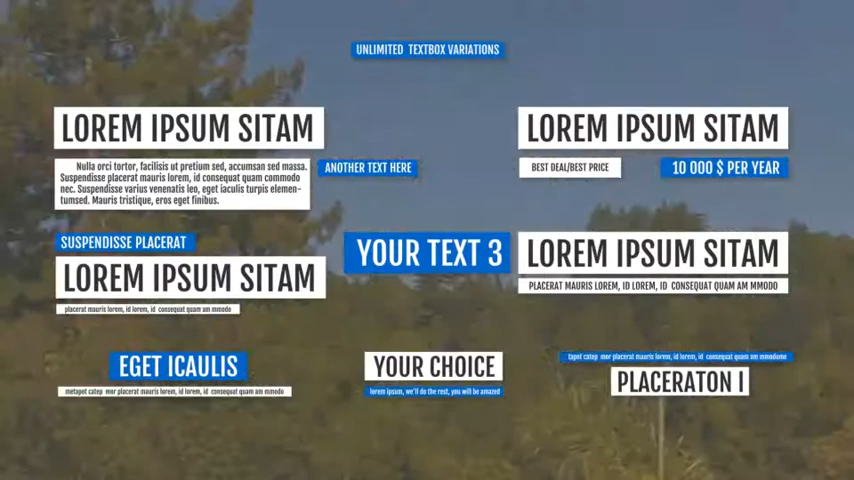 UNLIMITED TEXTBOX VARIATIONS
LOREM IPSUM SITAM
Nulla orci tortor, facilisis ut pretium sed, accumsan sed massa.
Suspendisse placerat mauris lorem, id consequat quam commodo
nec. Suspendisse varius venenatis leo, eget iaculis turpis elemen-
tumsed. Mauris tristique, eros eget finibus.
ANOTHER TEXT HERE
LOREM IPSUM SITAM
BEST DEAL/BEST PRICE
10 000 $ PER YEAR
SUSPENDISSE PLACERAT
LOREM IPSUM SITAM
placerat mauris lorem, id lorem, id consequat quam am mmodo
YOUR TEXT 3
LOREM IPSUM SITAM
PLACERAT MAURIS LOREM, ID LOREM, ID CONSEQUAT QUAM AM MMODO
EGET ICAULIS
metapet catep mor placerat mauris lorem, id lorem, id consequat quam am mmodo
YOUR CHOICE
lorem ipsum, we'll do the rest, you will be amazed
tapet catep mor placerat mauris lorem, id lorem, id consequat quam am mmodomo
PLACERATON I